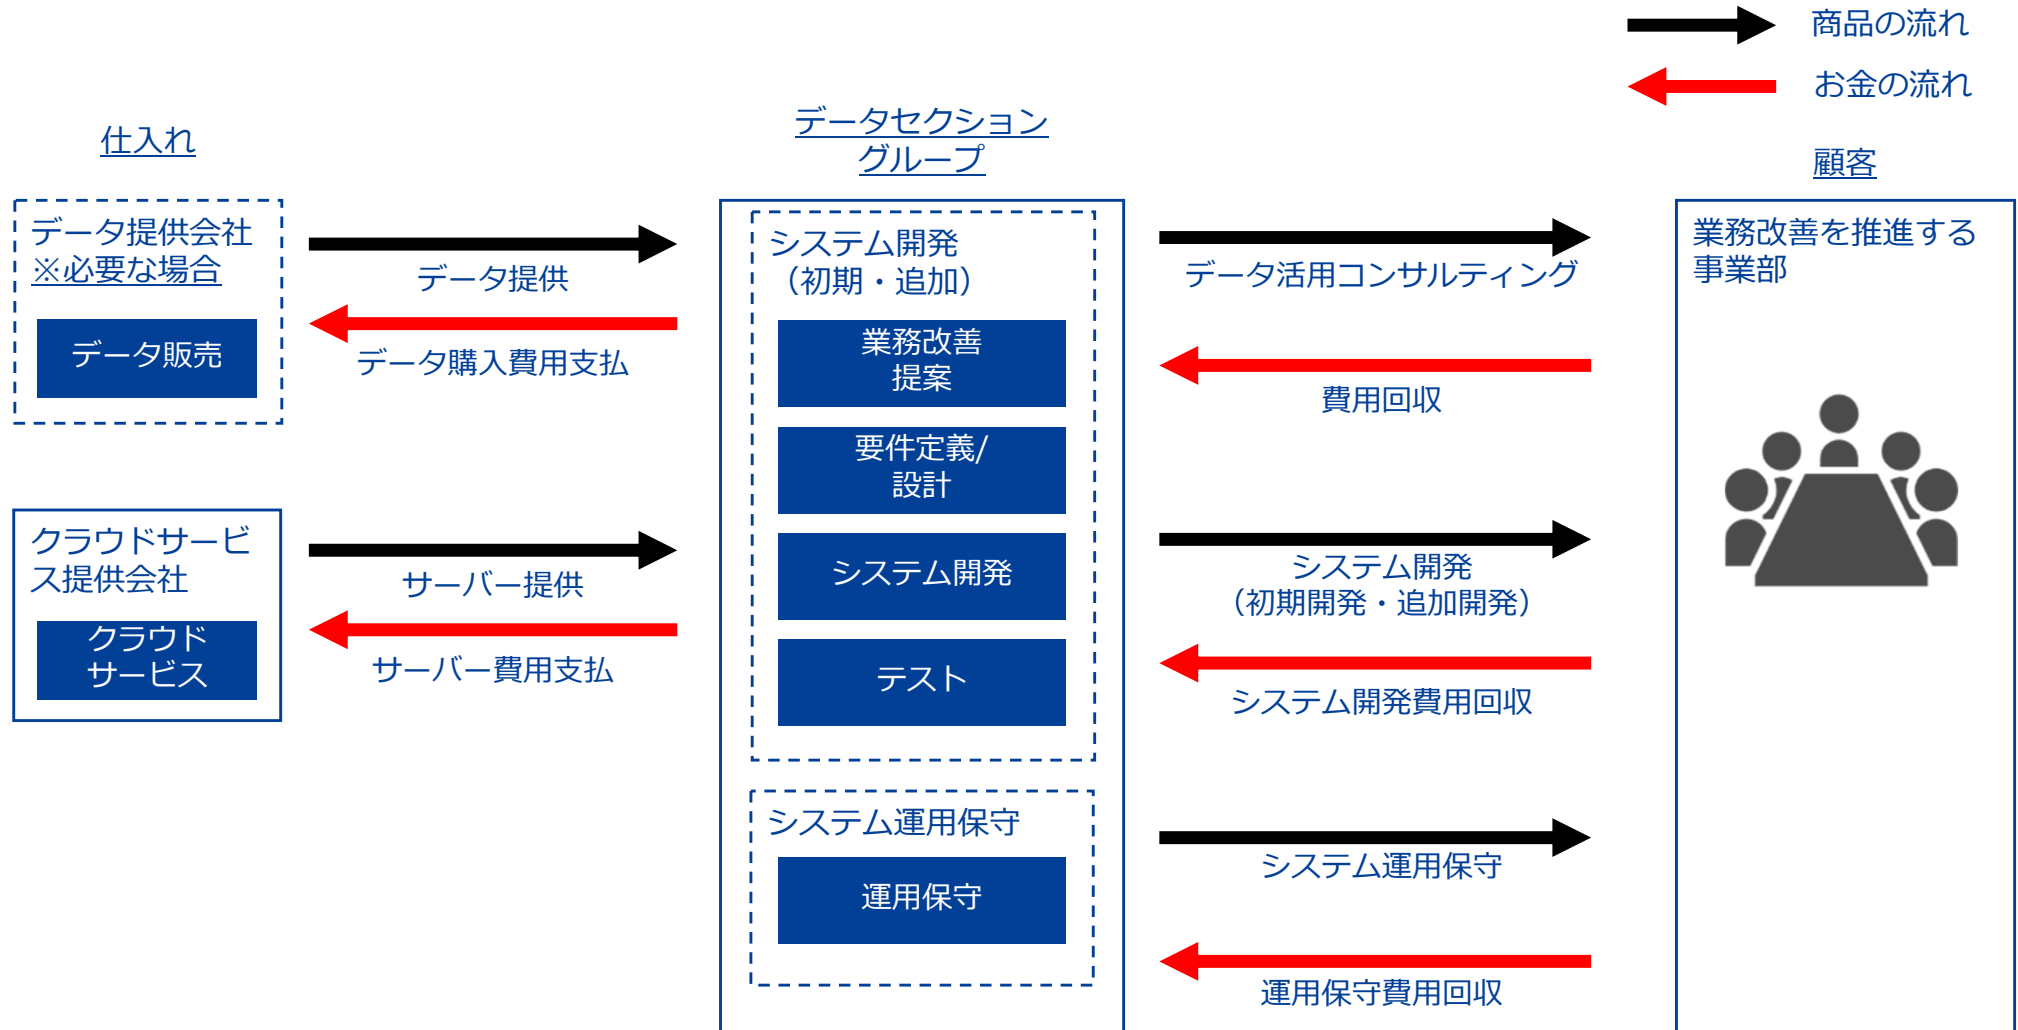 商品の流れ
お金の流れ
仕入れ
データセクション
グループ
顧客
データ提供会社
※必要な場合
データ販売
データ提供
データ購入費用支払
クラウドサービ
ス提供会社
クラウド
サービス
サーバー提供
サーバー費用支払
システム開発
（初期・追加）
業務改善
提案
要件定義/
設計
システム開発
テスト
システム運用保守
運用保守
データ活用コンサルティング
費用回収
システム開発
（初期開発・追加開発）
システム開発費用回収
システム運用保守
運用保守費用回収
業務改善を推進する
事業部